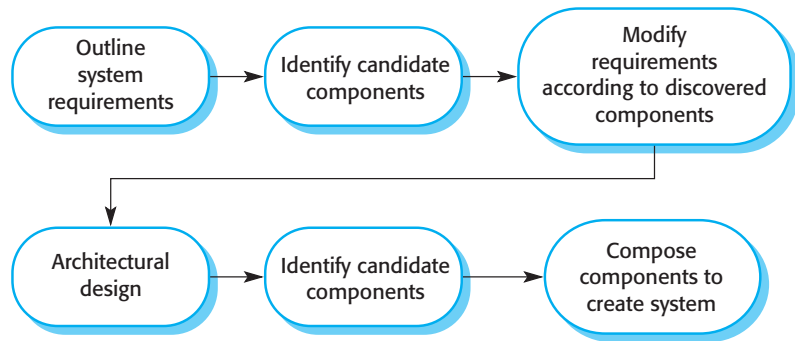 Outline
system
requirements
Identify candidate
components
Modify
requirements
according to discovered
components
Architectural
design
Identify candidate
components
Compose
components to
create system